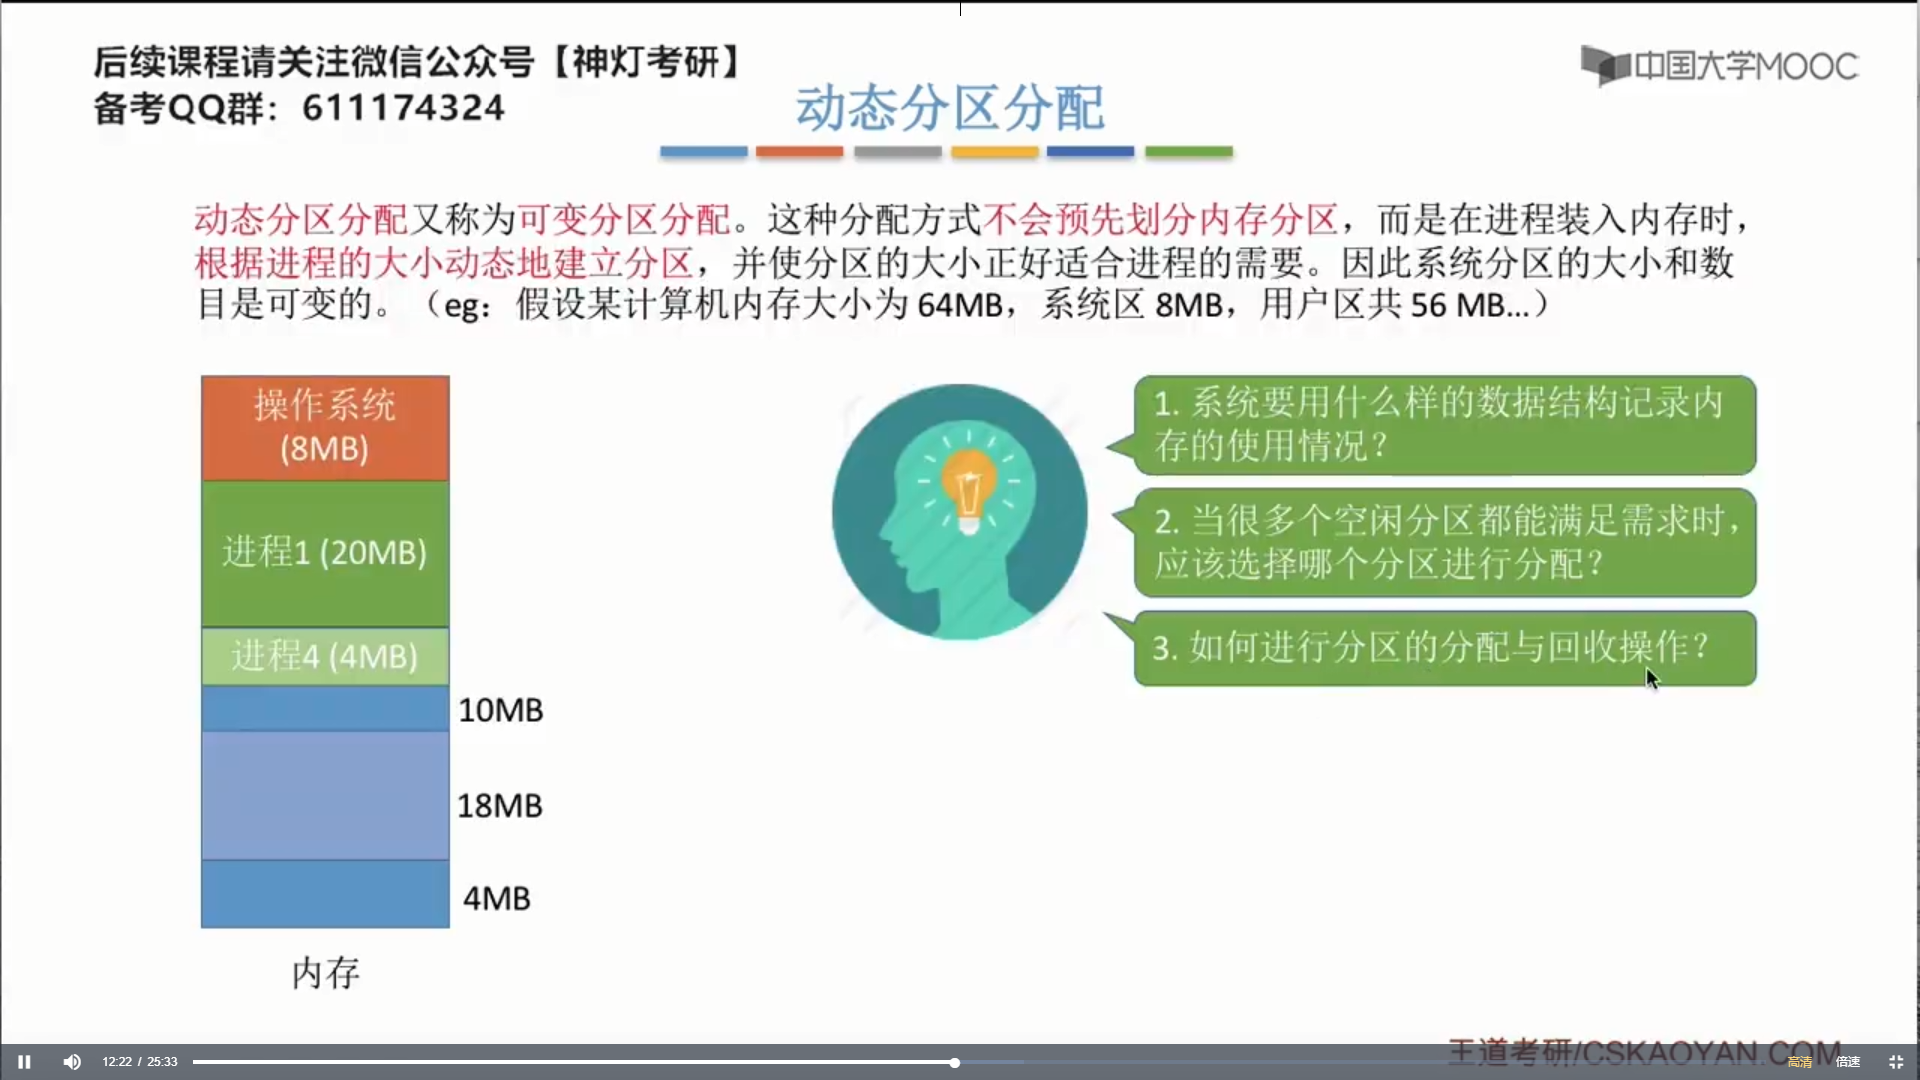 后续课程请关注微信公众号【神灯考研】
备考QQ群：611174324
中国大学MOOC
动态分区分配
动态分区分配又称为可变分区分配。这种分配方式不会预先划分内存分区，而是在进程装入内存时，
根据进程的大小动态地建立分区，并使分区的大小正好适合进程的需要。因此系统分区的大小和数
目是可变的。（eg：假设某计算机内存大小为 64MB，系统区 8MB，用户区共 56 MB...）
操作系统
(8MB)
进程1 (20MB)
进程4 (4MB)
10MB
18MB
4MB
内存
1. 系统要用什么样的数据结构记录内
存的使用情况？
2. 当很多个空闲分区都能满足需求时，
应该选择哪个分区进行分配？
3. 如何进行分区的分配与回收操作？
王道考研/CSKAOYAN.COM
12:22 / 25:33
高清
倍速